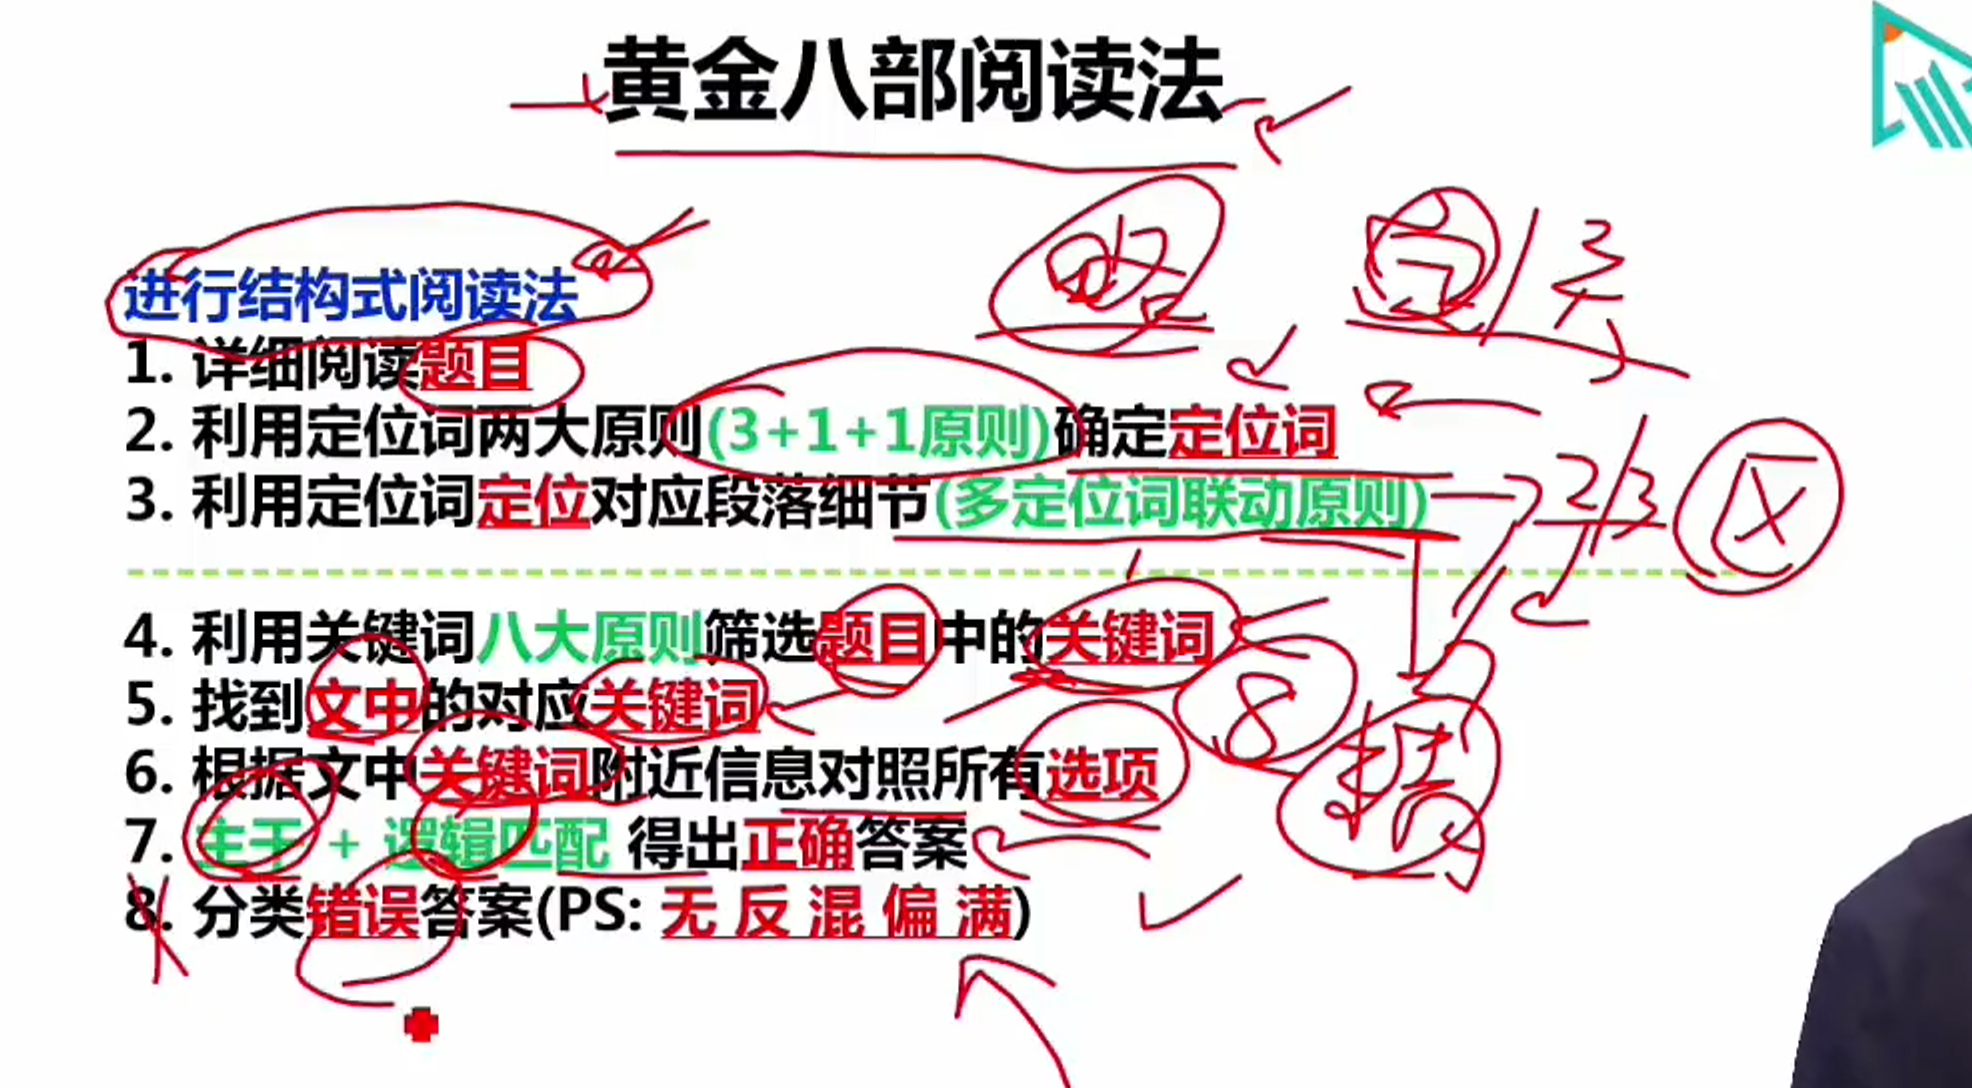 黄金八部阅读法
略
首/关
进行结构式阅读法
1. 详细阅读题目
2. 利用定位词两大原则(3+1+1原则)确定定位词
3. 利用定位词定位对应段落细节(多定位词联动原则)
2/3
区
4. 利用关键词八大原则筛选题目中的关键词
8
5. 找到文中的对应关键词
精
6. 根据文中关键词附近信息对照所有选项
7. 主干 + 逻辑匹配 得出正确答案
8. 分类错误答案(PS: 无 反 混 偏 满)